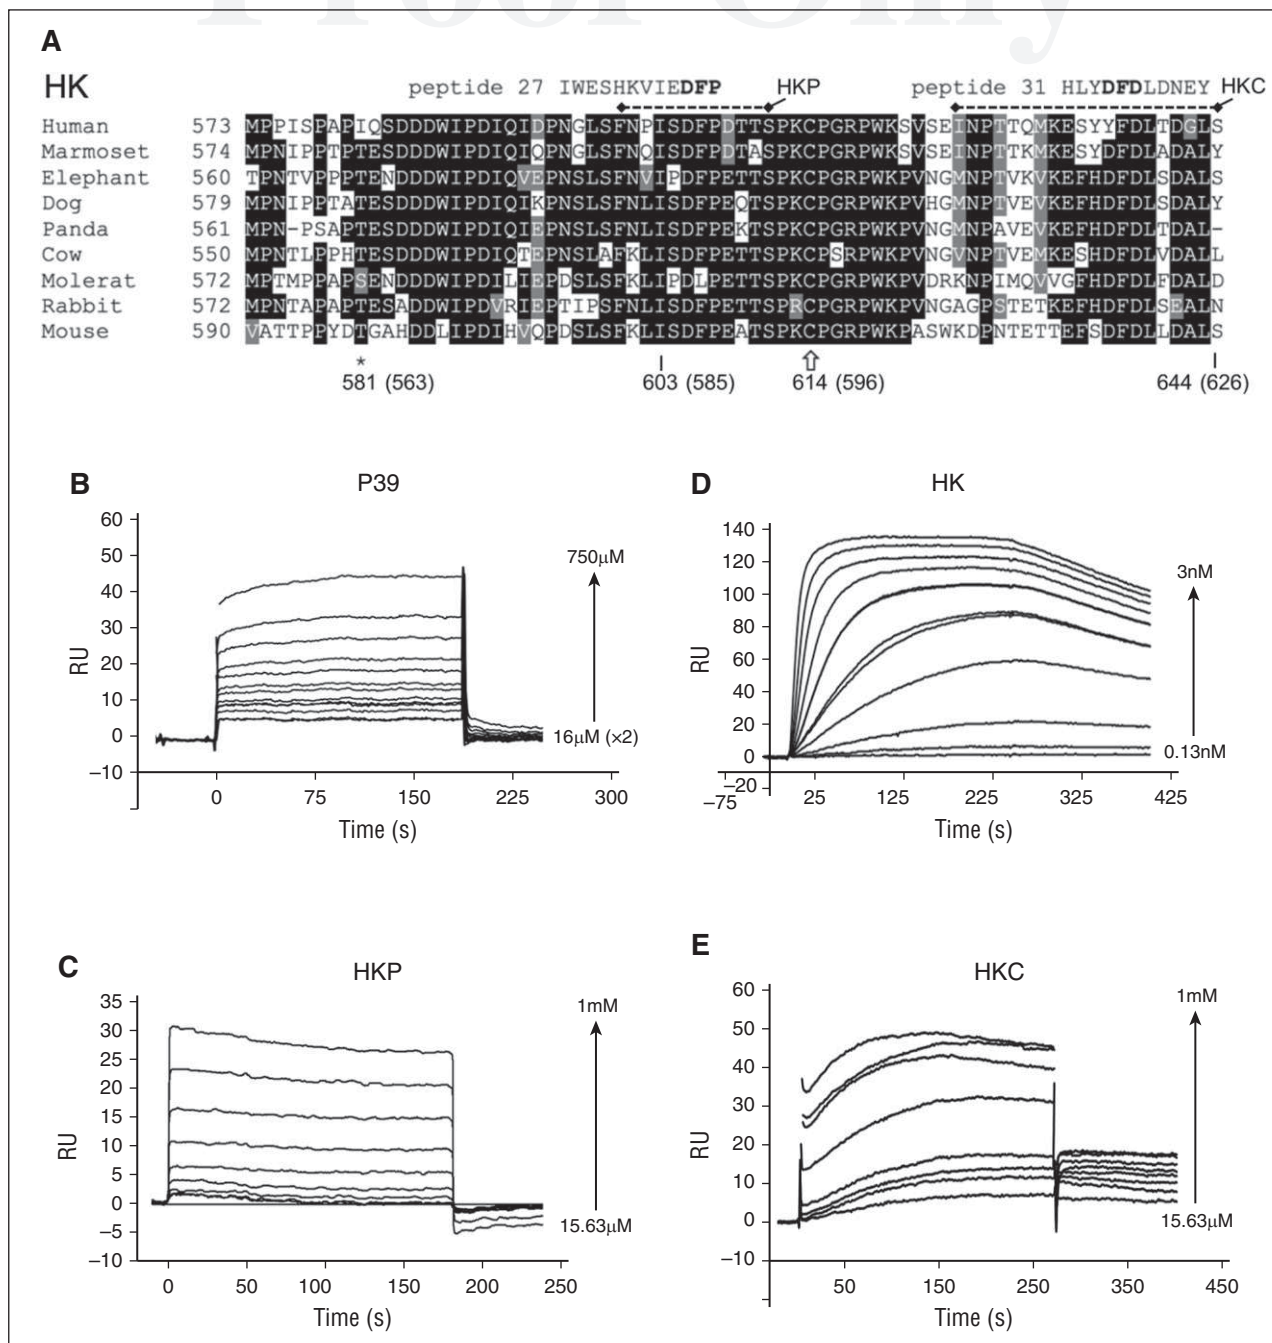 Proof Only
A
HK
peptide 27 IWESHKVIEDFP
HKP
peptide 31 HLYDFDLDNEY
HKC
Human 573 MPPISPAPIQSDDDWIPDIQIDPNGLSFNPISDFPDTTSPKCPGRPWKSVSEINPTTQMKESYYFDLTDGLS
Marmoset 574 MPNIPPTPTESDDDWIPDIQIQPNGLSFNQISDFPDTASPKCPGRPWKSVSEINPTTKMKESYDFDLADALY
Elephant 560 TPNTVPPPTENDDDWIPDIQVEPNSLSFNVIPDFPETTSPKCPGRPWKPVNGMNPTVKVKEFHDFDLSDALS
Dog 579 MPNIPPTATESDDDWIPDIQIKPNSLSFNLISDFPEQTSPKCPGRPWKPVHGMNPTVEVKEFHDFDLSDALY
Panda 561 MPN-PSAPTESDDDWIPDIQIEPNSLSFNLISDFPEKTSPKCPGRPWKPVNGMNPAVEVKEFHDFDLTDAL-
Cow 550 MPNTLPPHTESDDDWIPDIQTEPNSLAFKLISDFPETTSPKCPSRPWKPVNGVNPTVEMKESHDFDLVDALL
Molerat 572 MPTMPPAPSENDDDWIPDILIEPDSLSFKLIPDLPETTSPKCPGRPWKPVDRKNPIMQVVGFHDFDLFDALD
Rabbit 572 MPNTAPAPTESADDWIPDVRIEPTIPSFNLISDFPETTSPRCPGRPWKPVNGAGPSTETKEFHDFDLSEALN
Mouse 590 VATTPPYDTGAHDDLIPDIHVQPDSLSFKLISDFPEATSPKCPGRPWKPASWKDPNTETTEFSDFDLLDALS
*
581 (563)
603 (585)
614 (596)
644 (626)
B
P39
RU
60
50
40
30
20
10
0
−10
0 75 150 225 300
Time (s)
750µM
16µM (×2)
D
HK
RU
140
120
100
80
60
40
20
0
−20
−75 25 125 225 325 425
Time (s)
3nM
0.13nM
C
HKP
RU
35
30
25
20
15
10
5
0
−5
−10
0 50 100 150 200 250
Time (s)
1mM
15.63µM
E
HKC
RU
60
50
40
30
20
10
0
−10
50 150 250 350 450
Time (s)
1mM
15.63µM